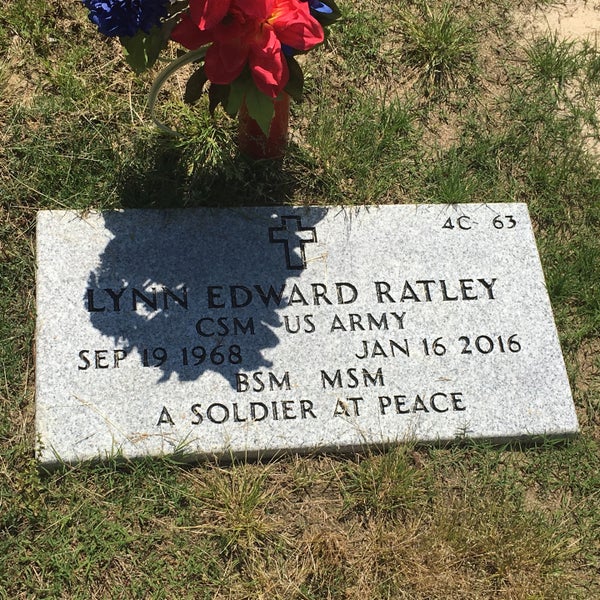 4C- 63
LYNN EDWARD RATLEY
CSM US ARMY
SEP 19 1968 JAN 16 2016
BSM MSM
A SOLDIER AT PEACE